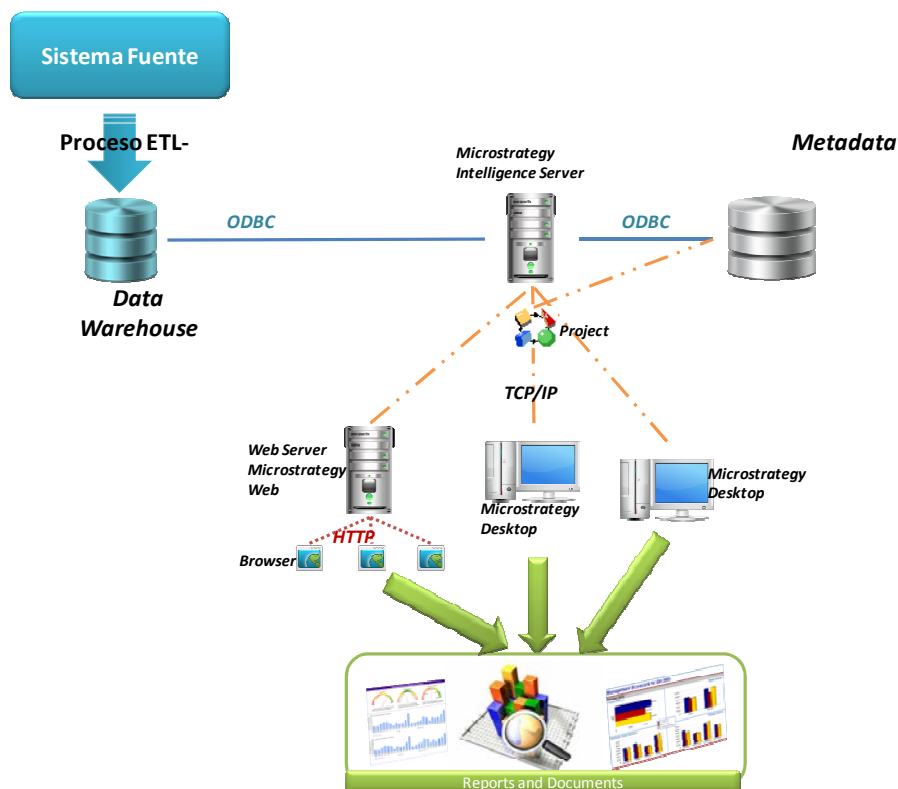 Sistema Fuente
Proceso ETL-
Microstrategy
Intelligence Server
Metadata
ODBC
ODBC
Data
Warehouse
Project
TCP/IP
Web Server
Microstrategy
Web
Microstrategy
Desktop
Microstrategy
Desktop
HTTP
Browser
Reports and Documents